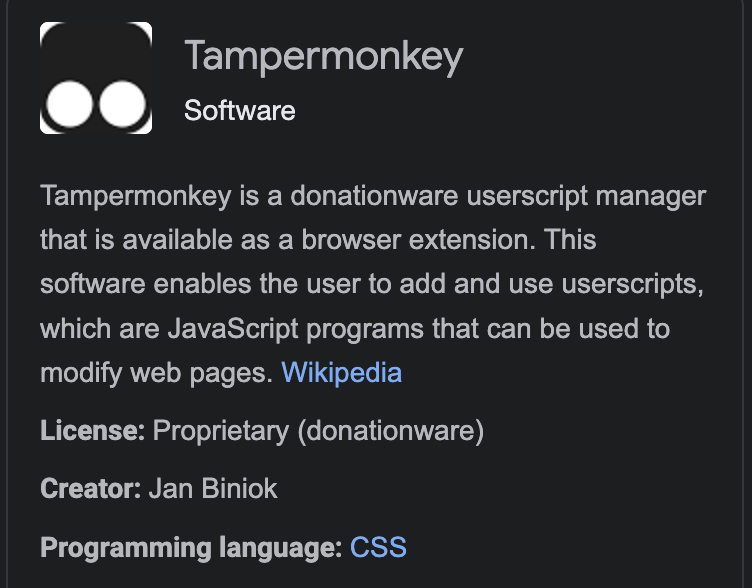 Tampermonkey
Software
Tampermonkey is a donationware userscript manager
that is available as a browser extension. This
software enables the user to add and use userscripts,
which are JavaScript programs that can be used to
modify web pages. Wikipedia
License: Proprietary (donationware)
Creator: Jan Biniok
Programming language: CSS